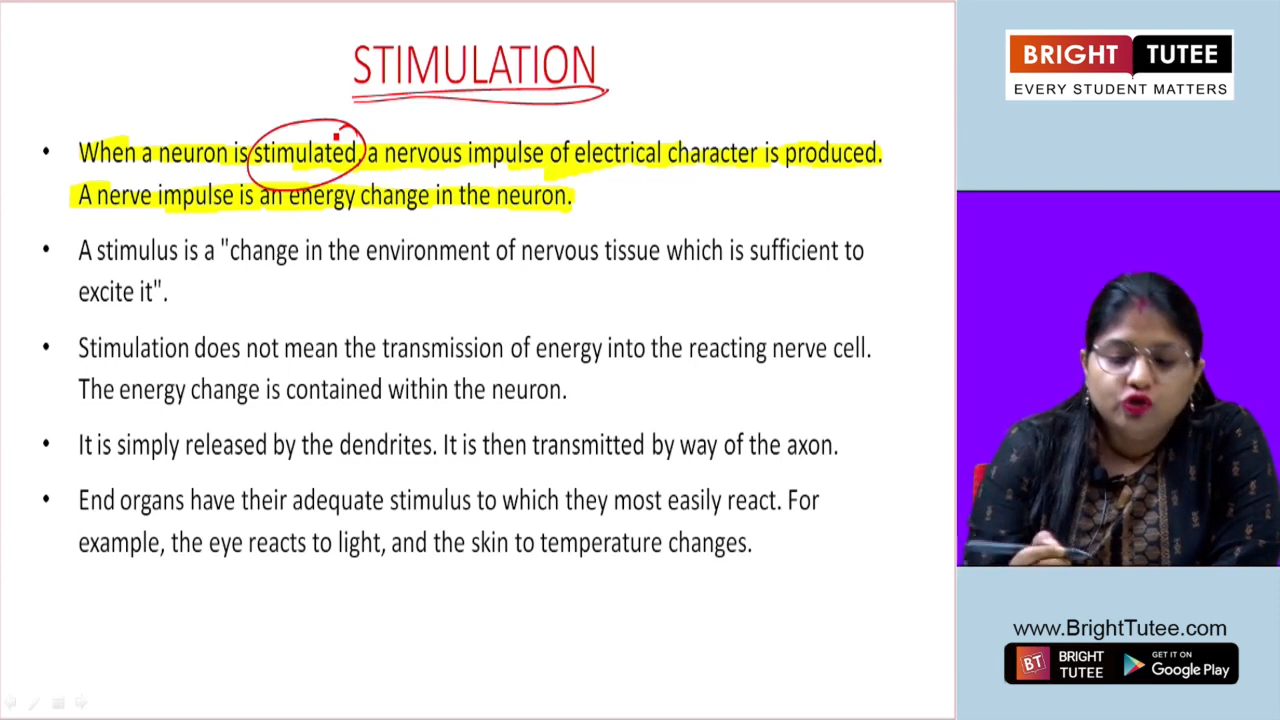 STIMULATION
• When a neuron is stimulated, a nervous impulse of electrical character is produced.
A nerve impulse is an energy change in the neuron.
• A stimulus is a "change in the environment of nervous tissue which is sufficient to
excite it".
• Stimulation does not mean the transmission of energy into the reacting nerve cell.
The energy change is contained within the neuron.
• It is simply released by the dendrites. It is then transmitted by way of the axon.
• End organs have their adequate stimulus to which they most easily react. For
example, the eye reacts to light, and the skin to temperature changes.
BRIGHT TUTEE
EVERY STUDENT MATTERS
www.BrightTutee.com
BT BRIGHT TUTEE
GET IT ON
Google Play